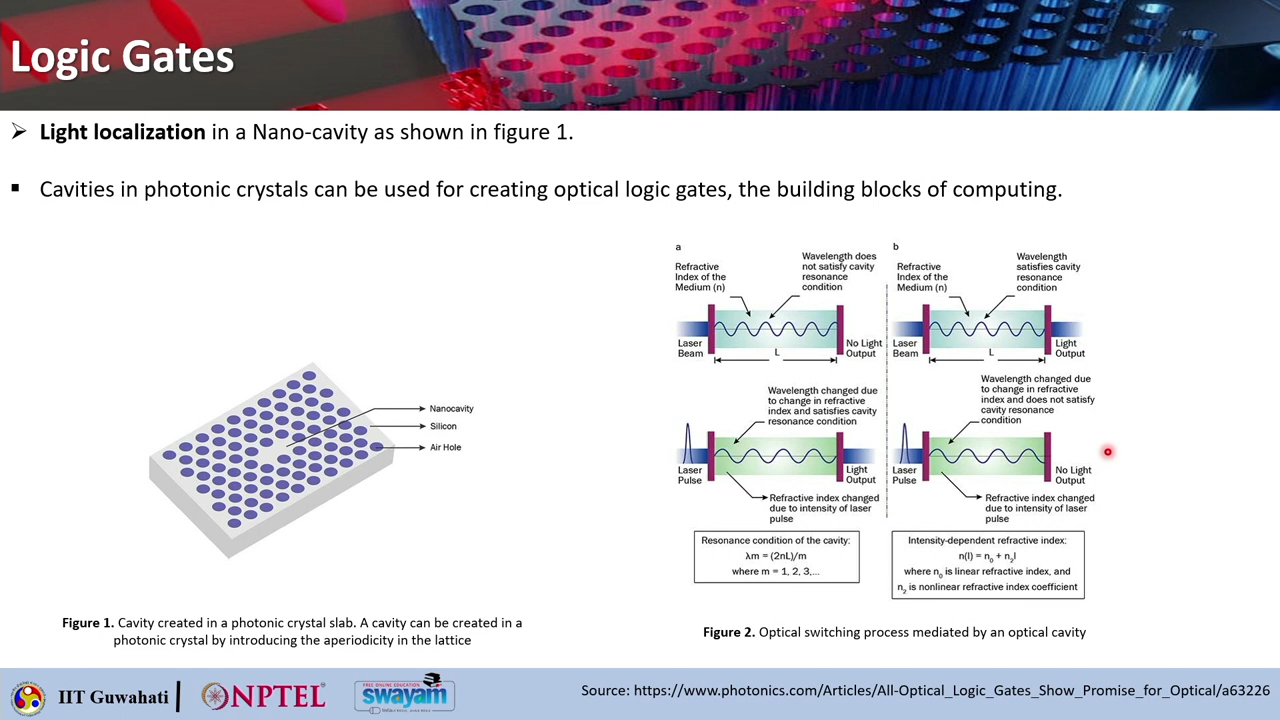 Logic Gates
➢ Light localization in a Nano-cavity as shown in figure 1.
▪ Cavities in photonic crystals can be used for creating optical logic gates, the building blocks of computing.
Nanocavity
Silicon
Air Hole
Figure 1. Cavity created in a photonic crystal slab. A cavity can be created in a
photonic crystal by introducing the aperiodicity in the lattice
a
Refractive
Index of the
Medium (n)
Wavelength does
not satisfy cavity
resonance
condition
Laser
Beam
L
No Light
Output
Wavelength changed due
to change in refractive
index and satisfies cavity
resonance condition
Laser
Pulse
Light
Output
Refractive index changed
due to intensity of laser
pulse
Resonance condition of the cavity:
λm = (2nL)/m
where m = 1, 2, 3,...
b
Refractive
Index of the
Medium (n)
Wavelength
satisfies cavity
resonance
condition
Laser
Beam
L
Light
Output
Wavelength changed due
to change in refractive
index and does not satisfy
cavity resonance
condition
Laser
Pulse
No Light
Output
Refractive index changed
due to intensity of laser
pulse
Intensity-dependent refractive index:
n(I) = n₀ + n₂I
where n₀ is linear refractive index, and
n₂ is nonlinear refractive index coefficient
Figure 2. Optical switching process mediated by an optical cavity
IIT Guwahati
NPTEL
FREE ONLINE EDUCATION
swayam
Source: https://www.photonics.com/Articles/All-Optical_Logic_Gates_Show_Promise_for_Optical/a63226